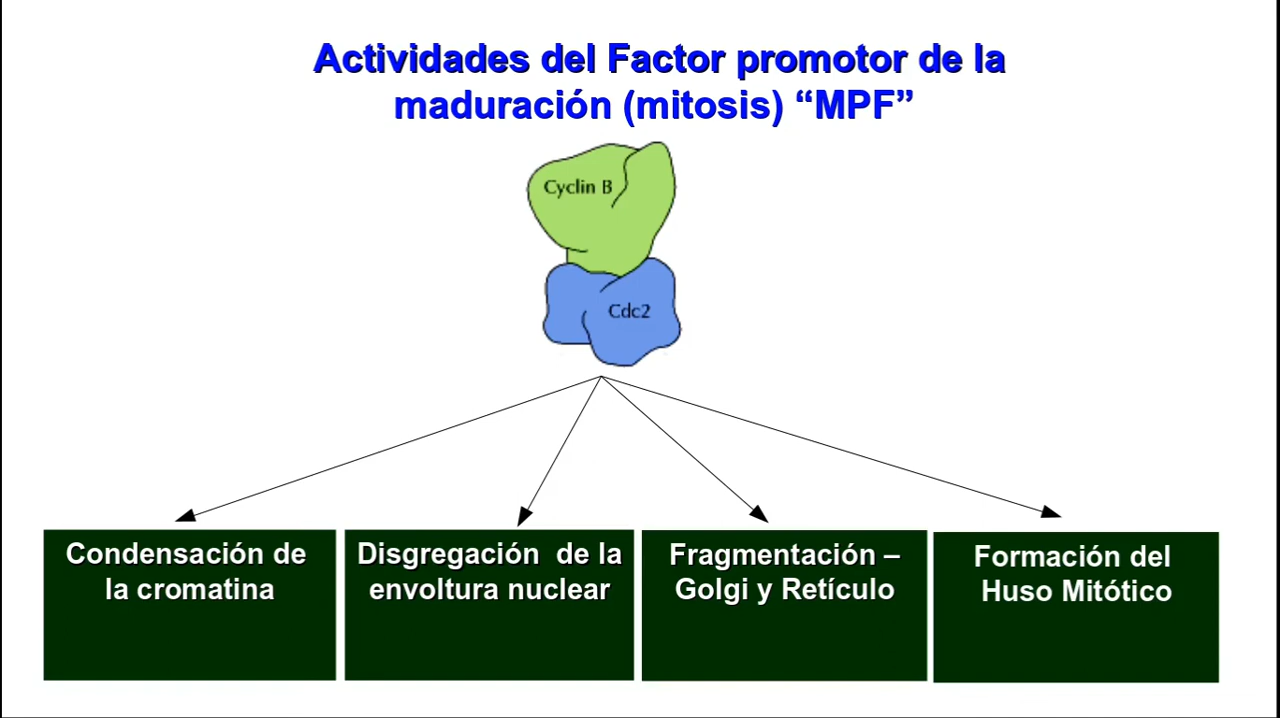 Actividades del Factor promotor de la
maduración (mitosis) “MPF”
Cyclin B
Cdc2
Condensación de
la cromatina
Disgregación de la
envoltura nuclear
Fragmentación –
Golgi y Retículo
Formación del
Huso Mitótico